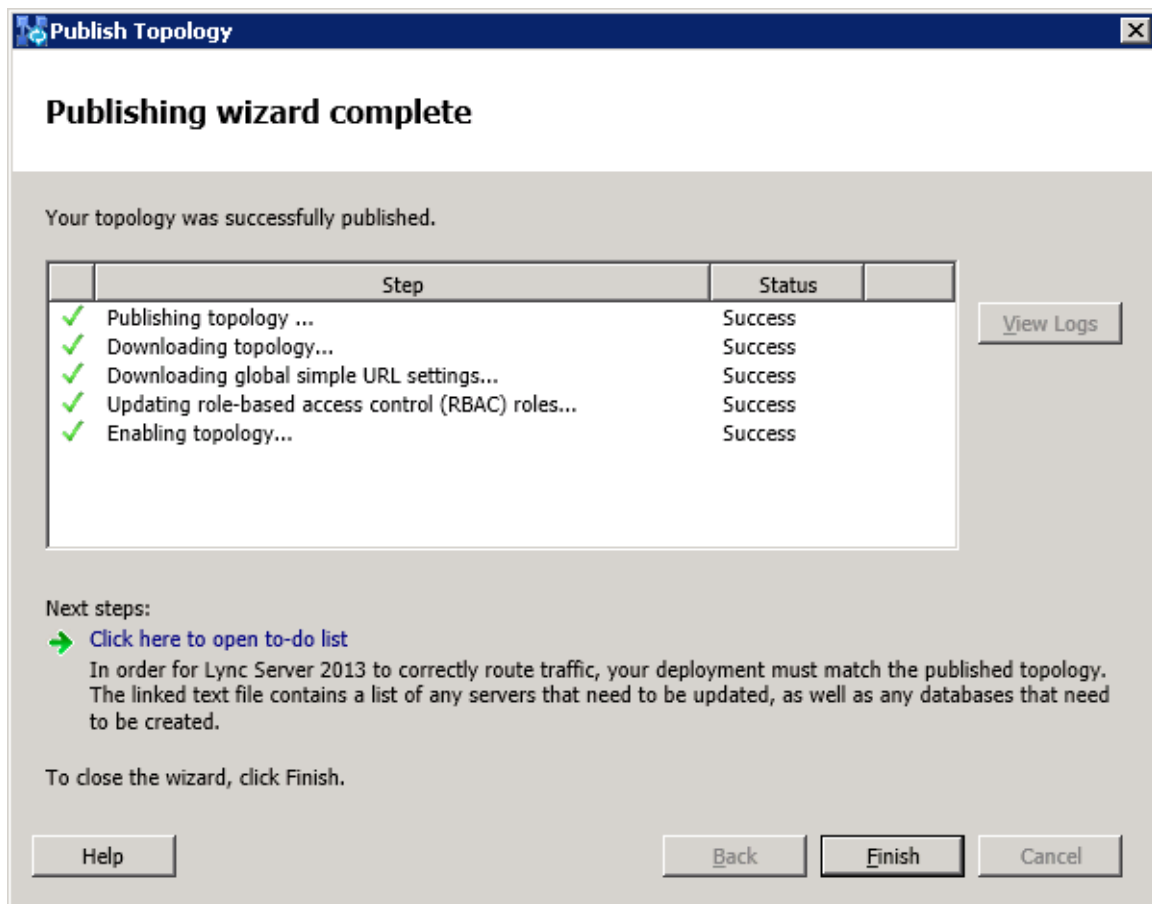 Publish Topology
Publishing wizard complete
Your topology was successfully published.
Step Status
Publishing topology ... Success
Downloading topology... Success
Downloading global simple URL settings... Success
Updating role-based access control (RBAC) roles... Success
Enabling topology... Success
View Logs
Next steps:
Click here to open to-do list
In order for Lync Server 2013 to correctly route traffic, your deployment must match the published topology.
The linked text file contains a list of any servers that need to be updated, as well as any databases that need
to be created.
To close the wizard, click Finish.
Help Back Finish Cancel